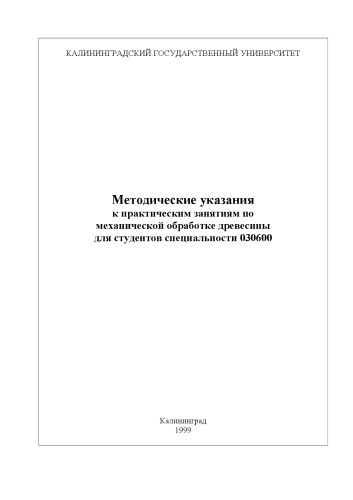 КАЛИНИНГРАДСКИЙ ГОСУДАРСТВЕННЫЙ УНИВЕРСИТЕТ
Методические указания
к практическим занятиям по
механической обработке древесины
для студентов специальности 030600
Калининград
1999